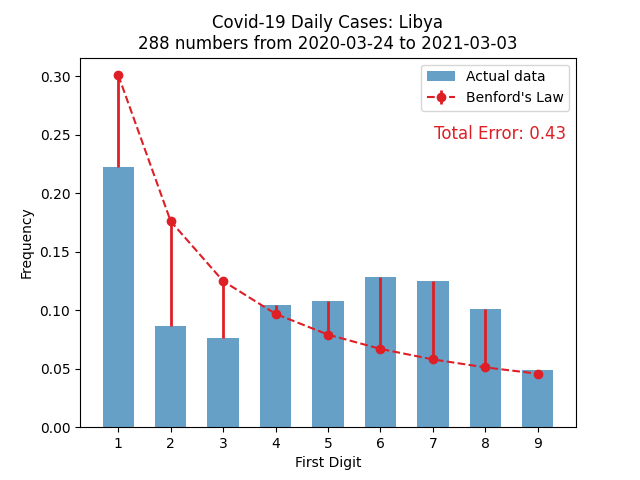 Covid-19 Daily Cases: Libya
288 numbers from 2020-03-24 to 2021-03-03
Actual data
Benford's Law
Total Error: 0.43
0.30
0.25
0.20
0.15
0.10
0.05
0.00
Frequency
1 2 3 4 5 6 7 8 9
First Digit